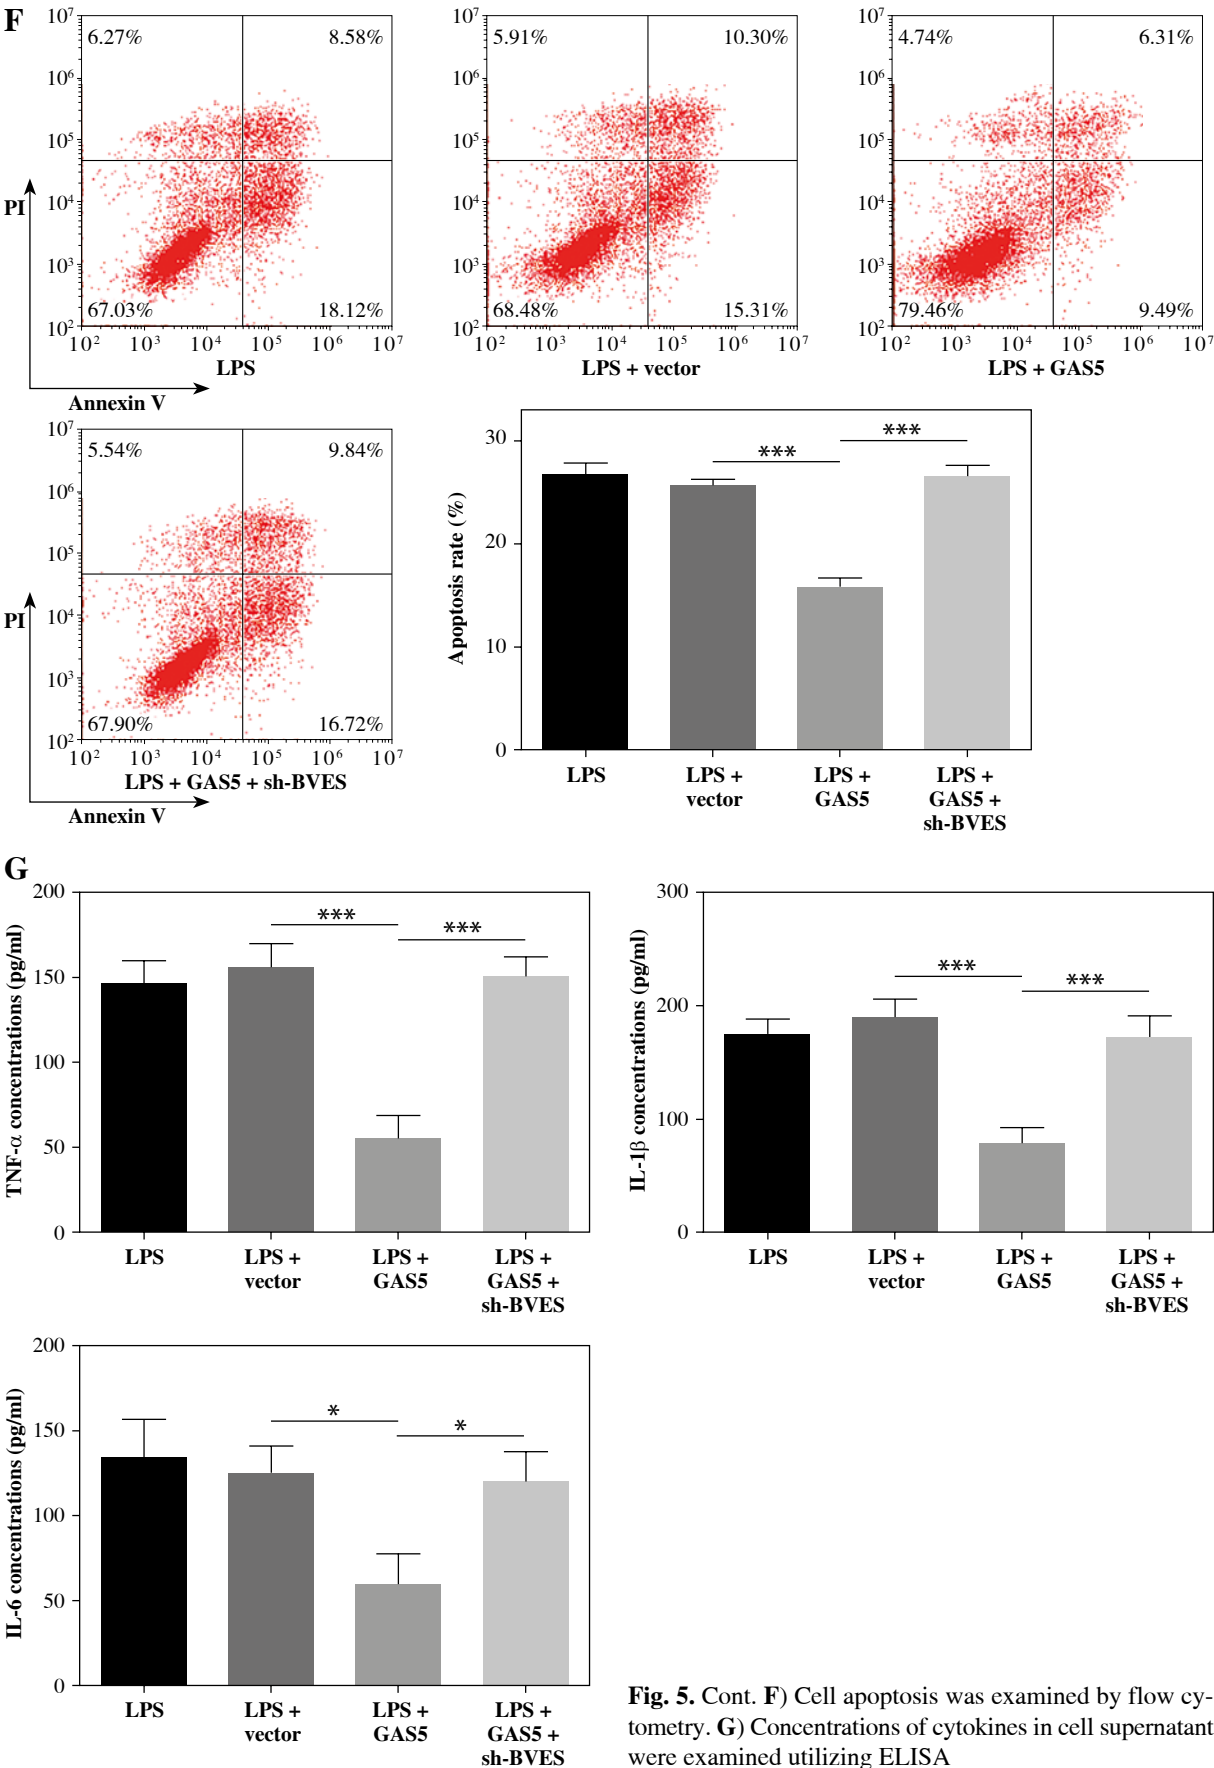 F
10⁷
10⁶
10⁵
10⁴
10³
10²
6.27% 8.58%
67.03% 18.12%
10² 10³ 10⁴ 10⁵ 10⁶ 10⁷
LPS
PI
Annexin V
10⁷
10⁶
10⁵
10⁴
10³
10²
5.91% 10.30%
68.48% 15.31%
10² 10³ 10⁴ 10⁵ 10⁶ 10⁷
LPS + vector
10⁷
10⁶
10⁵
10⁴
10³
10²
4.74% 6.31%
79.46% 9.49%
10² 10³ 10⁴ 10⁵ 10⁶ 10⁷
LPS + GAS5
10⁷
10⁶
10⁵
10⁴
10³
10²
5.54% 9.84%
67.90% 16.72%
10² 10³ 10⁴ 10⁵ 10⁶ 10⁷
LPS + GAS5 + sh-BVES
PI
Annexin V
Apoptosis rate (%)
30
20
10
0
*** ***
LPS LPS + LPS + LPS +
vector GAS5 GAS5 +
sh-BVES
G
TNF-α concentrations (pg/ml)
200
150
100
50
0
*** ***
LPS LPS + LPS + LPS +
vector GAS5 GAS5 +
sh-BVES
IL-1β concentrations (pg/ml)
300
200
100
0
*** ***
LPS LPS + LPS + LPS +
vector GAS5 GAS5 +
sh-BVES
IL-6 concentrations (pg/ml)
200
150
100
50
0
* *
LPS LPS + LPS + LPS +
vector GAS5 GAS5 +
sh-BVES
Fig. 5. Cont. F) Cell apoptosis was examined by flow cy-
tometry. G) Concentrations of cytokines in cell supernatant
were examined utilizing ELISA